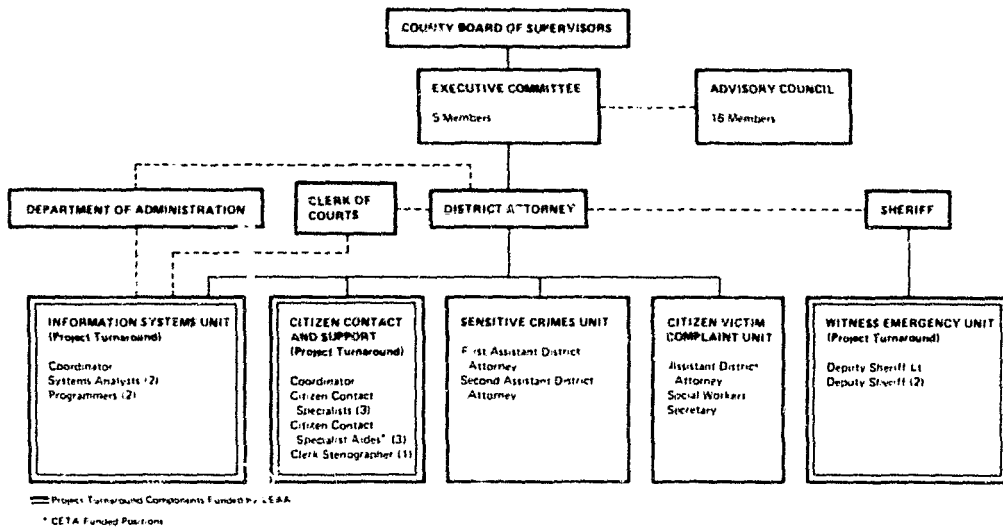 COUNTY BOARD OF SUPERVISORS
EXECUTIVE COMMITTEE
5 Members
ADVISORY COUNCIL
16 Members
DEPARTMENT OF ADMINISTRATION
CLERK OF
COURTS
DISTRICT ATTORNEY
SHERIFF
INFORMATION SYSTEMS UNIT
(Project Turnaround)
Coordinator
Systems Analysts (2)
Programmers (2)
CITIZEN CONTACT
AND SUPPORT
(Project Turnaround)
Coordinator
Citizen Contact
Specialists (3)
Citizen Contact
Specialist Aides* (3)
Clerk Stenographer (1)
SENSITIVE CRIMES UNIT
First Assistant District
Attorney
Second Assistant District
Attorney
CITIZEN VICTIM
COMPLAINT UNIT
Assistant District
Attorney
Social Workers
Secretary
WITNESS EMERGENCY UNIT
(Project Turnaround)
Deputy Sheriff Lt
Deputy Sheriff (2)
Project Turnaround Components Funded by LEAA
* CETA Funded Positions